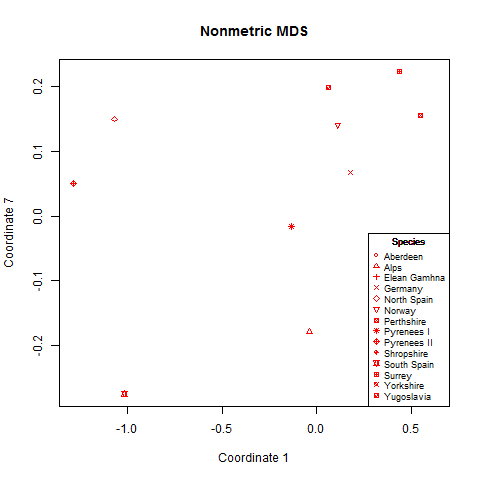 Nonmetric MDS
Coordinate 7
0.2
0.1
0.0
-0.1
-0.2
Species
Aberdeen
Alps
Elean Gamhna
Germany
North Spain
Norway
Perthshire
Pyrenees I
Pyrenees II
Shropshire
South Spain
Surrey
Yorkshire
Yugoslavia
-1.0 -0.5 0.0 0.5
Coordinate 1